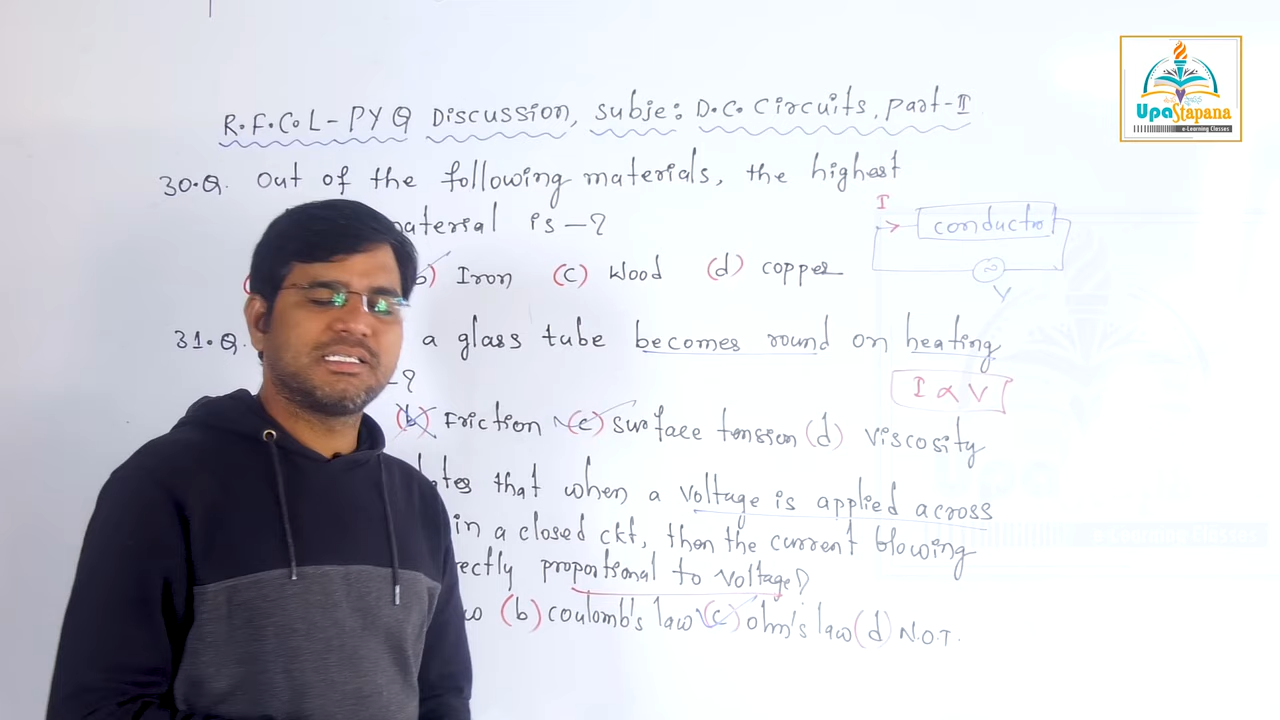 UpaStapana
e-Learning Classes
R.F.C.L-PYQ Discussion, Subje: D.C. Circuits, Part-II
30.Q. Out of the following materials, the highest
material is -?
b) Iron (c) Wood (d) copper
31.Q. a glass tube becomes round on heating
-?
(b) Friction (c) surface tension (d) viscosity
that when a voltage is applied across
in a closed ckt, then the current blowing
proportional to voltage?
(b) coulomb's law (c) ohm's law (d) N.O.T.
I
conductor
V
I ∝ V